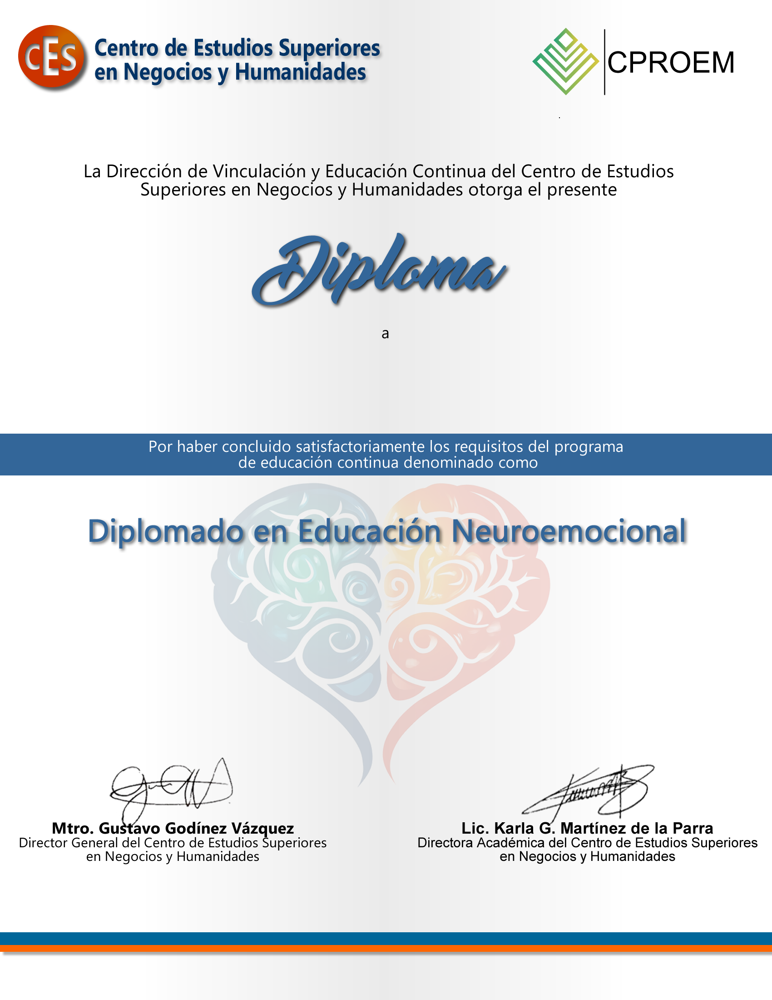 CES
Centro de Estudios Superiores
en Negocios y Humanidades
CPROEM
La Dirección de Vinculación y Educación Continua del Centro de Estudios
Superiores en Negocios y Humanidades otorga el presente
Diploma
a
Por haber concluido satisfactoriamente los requisitos del programa
de educación continua denominado como
Diplomado en Educación Neuroemocional
Mtro. Gustavo Godínez Vázquez
Director General del Centro de Estudios Superiores
en Negocios y Humanidades
Lic. Karla G. Martínez de la Parra
Directora Académica del Centro de Estudios Superiores
en Negocios y Humanidades